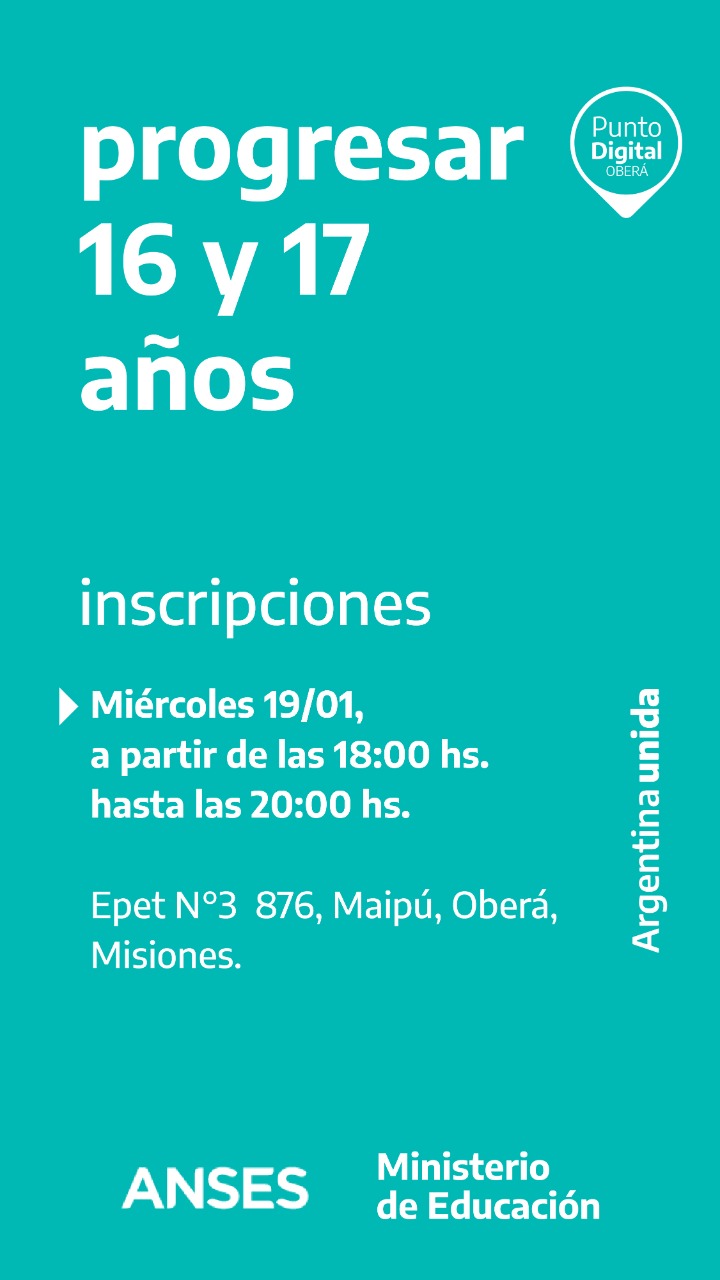 progresar
16 y 17
años
Punto
Digital
OBERÁ
inscripciones
Miércoles 19/01,
a partir de las 18:00 hs.
hasta las 20:00 hs.
Epet N°3  876, Maipú, Oberá,
Misiones.
Argentina unida
ANSES
Ministerio
de Educación